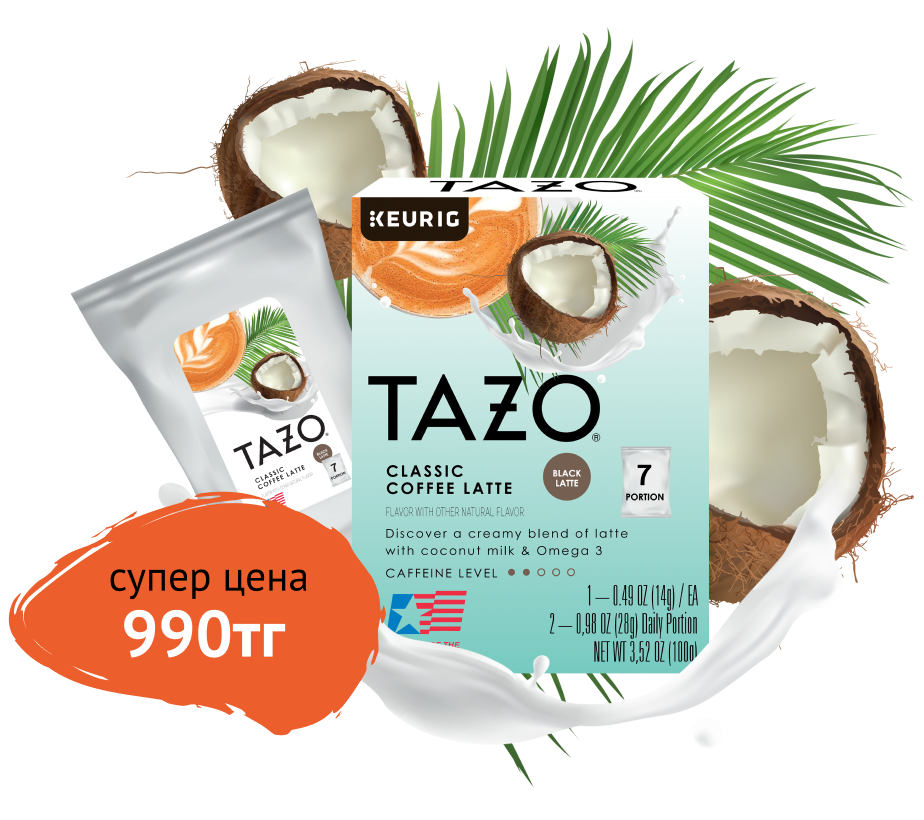 TAZO
KEURIG
TAZO®
CLASSIC
COFFEE LATTE
BLACK
LATTE
7
PORTION
FLAVOR WITH OTHER NATURAL FLAVOR
Discover a creamy blend of latte
with coconut milk & Omega 3
CAFFEINE LEVEL
1 — 0.49 OZ (14g) / EA
2 — 0,98 OZ (28g) Daily Portion
NET WT 3,52 OZ (100g)
TAZO®
CLASSIC
COFFEE LATTE
BLACK
LATTE
7
PORTION
супер цена
990тг